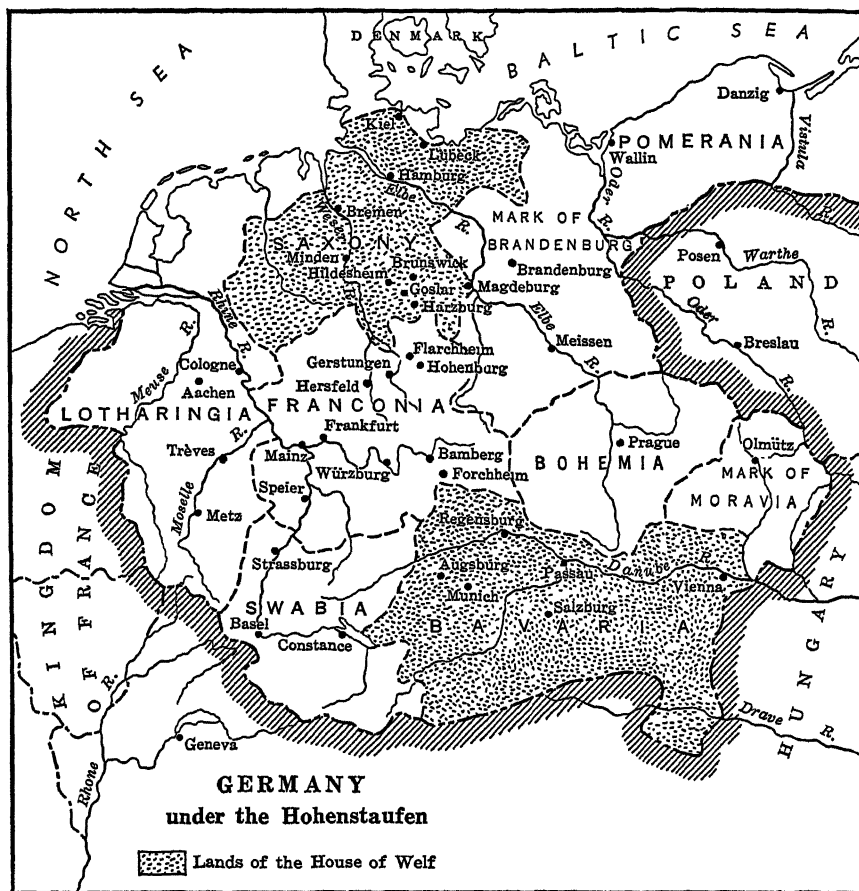 DENMARK
BALTIC SEA
NORTH SEA
Danzig
Kiel
Lübeck
POMERANIA
Vistula
Wallin
Hamburg
Elbe
R.
Oder
R.
Bremen
Weser
R.
MARK OF
BRANDENBURG
SAXONY
Minden
Brunswick
Hildesheim
Brandenburg
Posen
Warthe
R.
Magdeburg
Goslar
Harzburg
POLAND
Rhine
R.
Elbe
R.
Oder
R.
Meissen
Breslau
Flarchheim
Gerstungen
Hohenburg
Hersfeld
Cologne
Aachen
Meuse
R.
LOTHARINGIA
FRANCONIA
Frankfurt
Trèves
R.
Mainz
Bamberg
Würzburg
Forchheim
Prague
BOHEMIA
Olmütz
MARK OF
MORAVIA
Speier
Moselle
Metz
Regensburg
Strassburg
Augsburg
Munich
Passau
Danube
R.
Vienna
Salzburg
SWABIA
BAVARIA
Basel
Constance
KINGDOM
OF FRANCE
HUNGARY
Drave
R.
Geneva
Rhone
R.
GERMANY
under the Hohenstaufen
Lands of the House of Welf